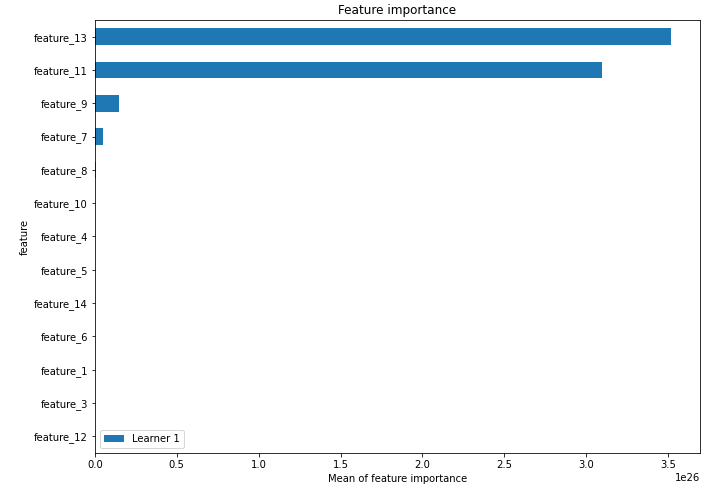 Feature importance
feature_13
feature_11
feature_9
feature_7
feature_8
feature_10
feature_4
feature_5
feature_14
feature_6
feature_1
feature_3
feature_12
feature
Learner 1
0.0 0.5 1.0 1.5 2.0 2.5 3.0 3.5
1e26
Mean of feature importance